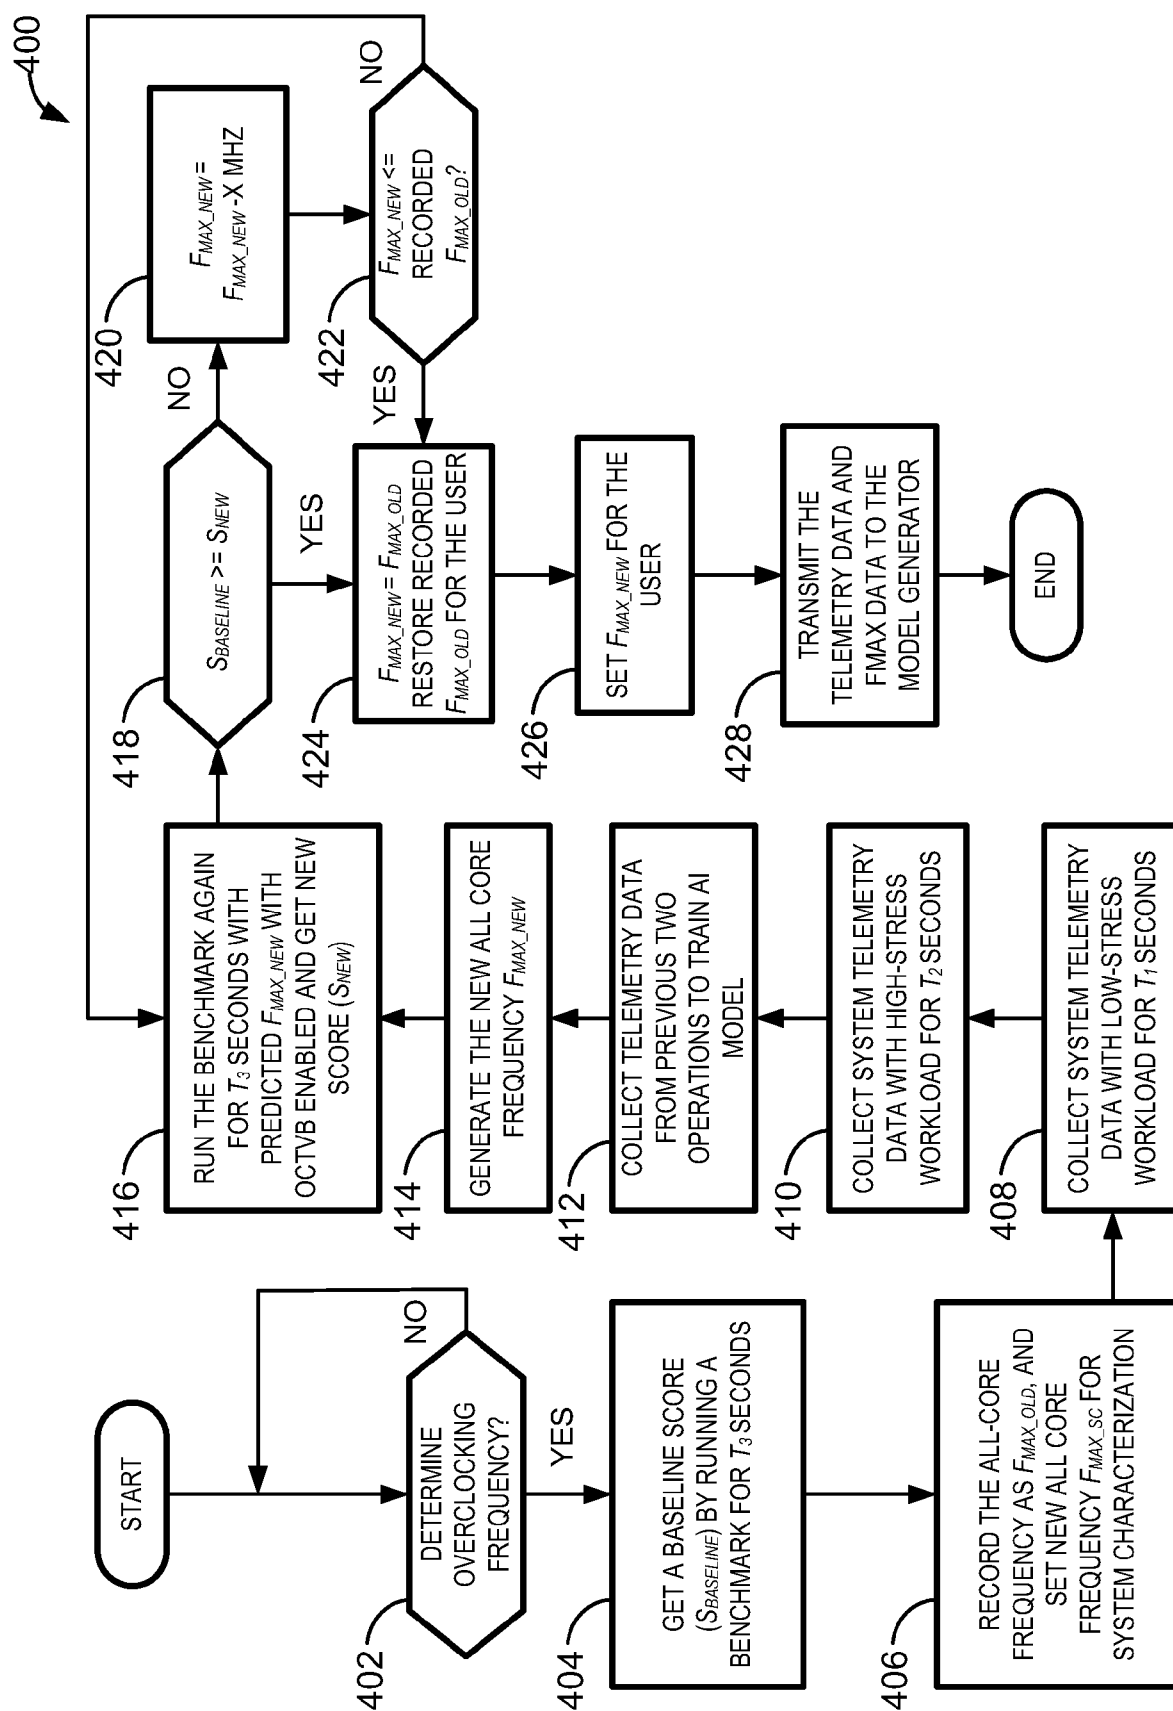 400
START
DETERMINE
OVERCLOCKING
FREQUENCY?
402
NO
YES
GET A BASELINE SCORE
(SBASELINE) BY RUNNING A
BENCHMARK FOR T3 SECONDS
404
RECORD THE ALL-CORE
FREQUENCY AS FMAX_OLD, AND
SET NEW ALL CORE
FREQUENCY FMAX_SC FOR
SYSTEM CHARACTERIZATION
406
COLLECT SYSTEM TELEMETRY
DATA WITH LOW-STRESS
WORKLOAD FOR T1 SECONDS
408
COLLECT SYSTEM TELEMETRY
DATA WITH HIGH-STRESS
WORKLOAD FOR T2 SECONDS
410
COLLECT TELEMETRY DATA
FROM PREVIOUS TWO
OPERATIONS TO TRAIN AI
MODEL
412
GENERATE THE NEW ALL CORE
FREQUENCY FMAX_NEW
414
RUN THE BENCHMARK AGAIN
FOR T3 SECONDS WITH
PREDICTED FMAX_NEW WITH
OCTVB ENABLED AND GET NEW
SCORE (SNEW)
416
SBASELINE >= SNEW
418
NO
YES
FMAX_NEW =
FMAX_NEW -X MHZ
420
FMAX_NEW <=
RECORDED
FMAX_OLD?
422
NO
YES
FMAX_NEW = FMAX_OLD
RESTORE RECORDED
FMAX_OLD FOR THE USER
424
SET FMAX_NEW FOR THE
USER
426
TRANSMIT THE
TELEMETRY DATA AND
FMAX DATA TO THE
MODEL GENERATOR
428
END